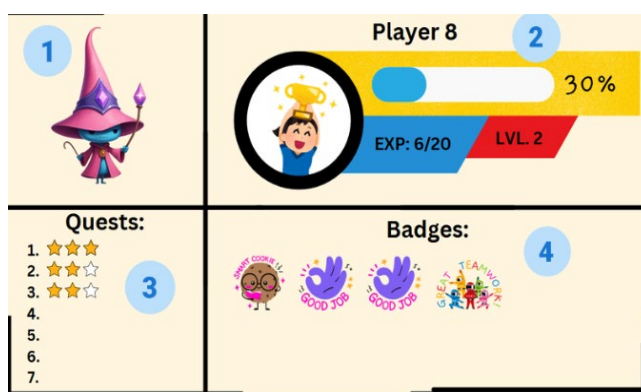 1
Player 8
2
30%
EXP: 6/20
LVL. 2
Quests:
1.
2.
3.
4.
5.
6.
7.
3
Badges:
4
SMART COOKIE
GOOD JOB
GOOD JOB
GREAT TEAMWORK!